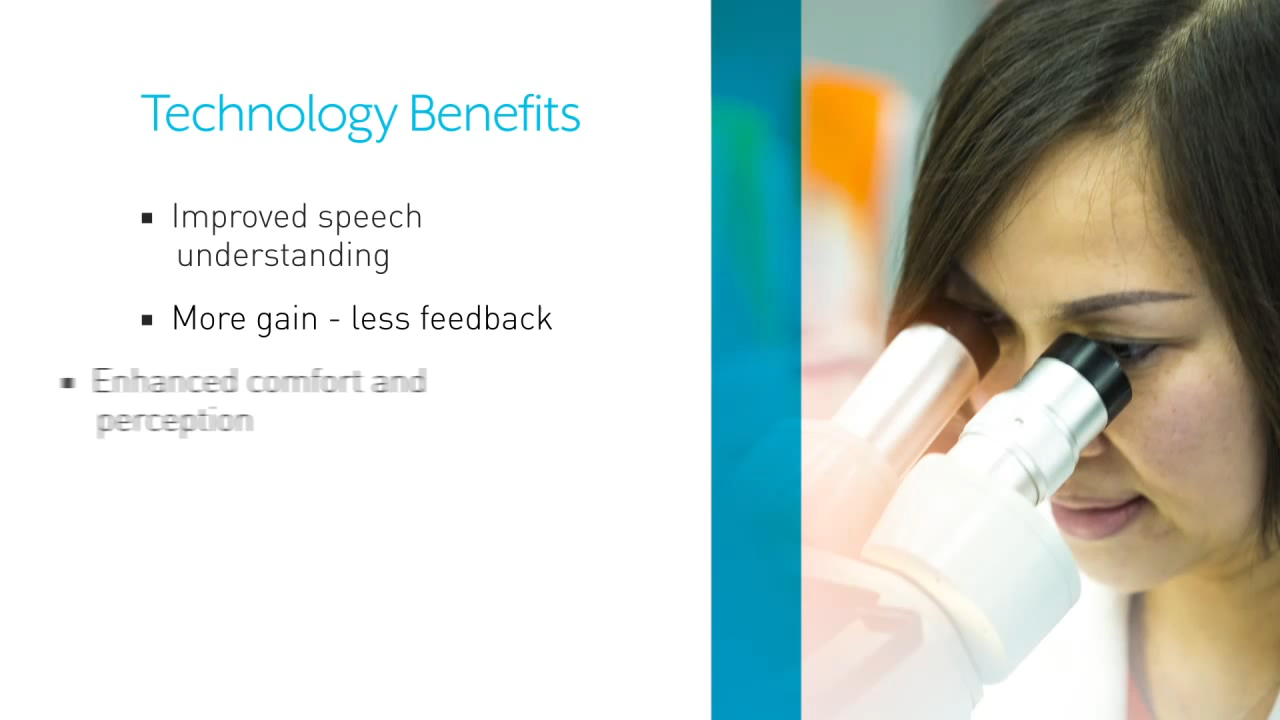 Technology Benefits
▪ Improved speech
understanding
▪ More gain - less feedback
▪ Enhanced comfort and
perception